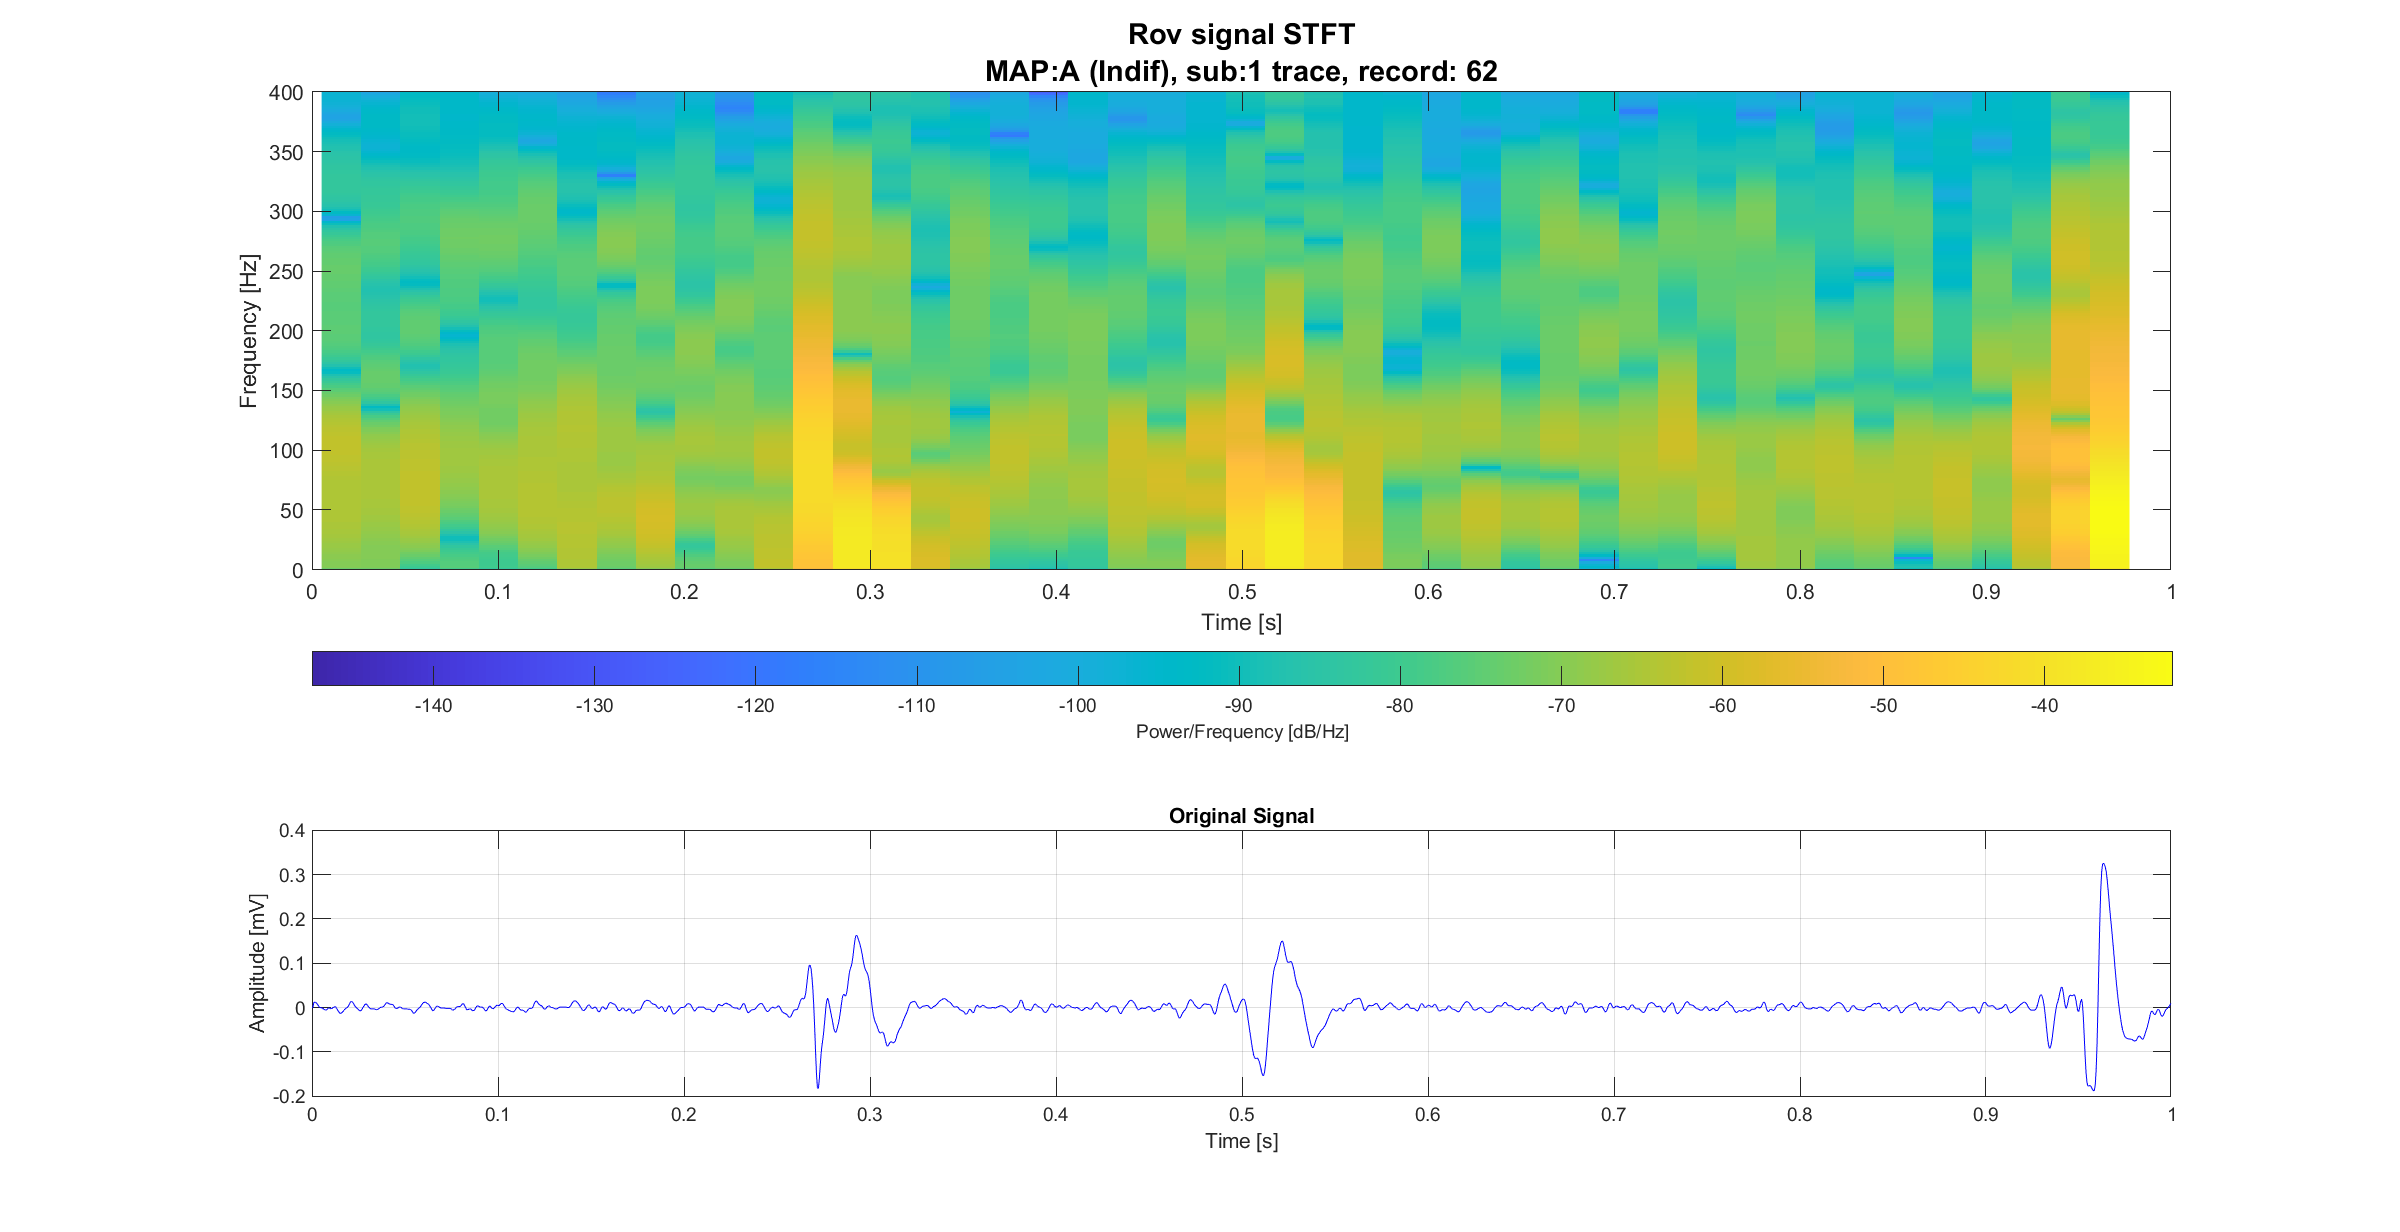 Rov signal STFT
MAP:A (Indif), sub:1 trace, record: 62
400
350
300
250
200
150
100
50
0
Frequency [Hz]
0 0.1 0.2 0.3 0.4 0.5 0.6 0.7 0.8 0.9 1
Time [s]
-140 -130 -120 -110 -100 -90 -80 -70 -60 -50 -40
Power/Frequency [dB/Hz]
Original Signal
0.4
0.3
0.2
0.1
0
-0.1
-0.2
Amplitude [mV]
0 0.1 0.2 0.3 0.4 0.5 0.6 0.7 0.8 0.9 1
Time [s]